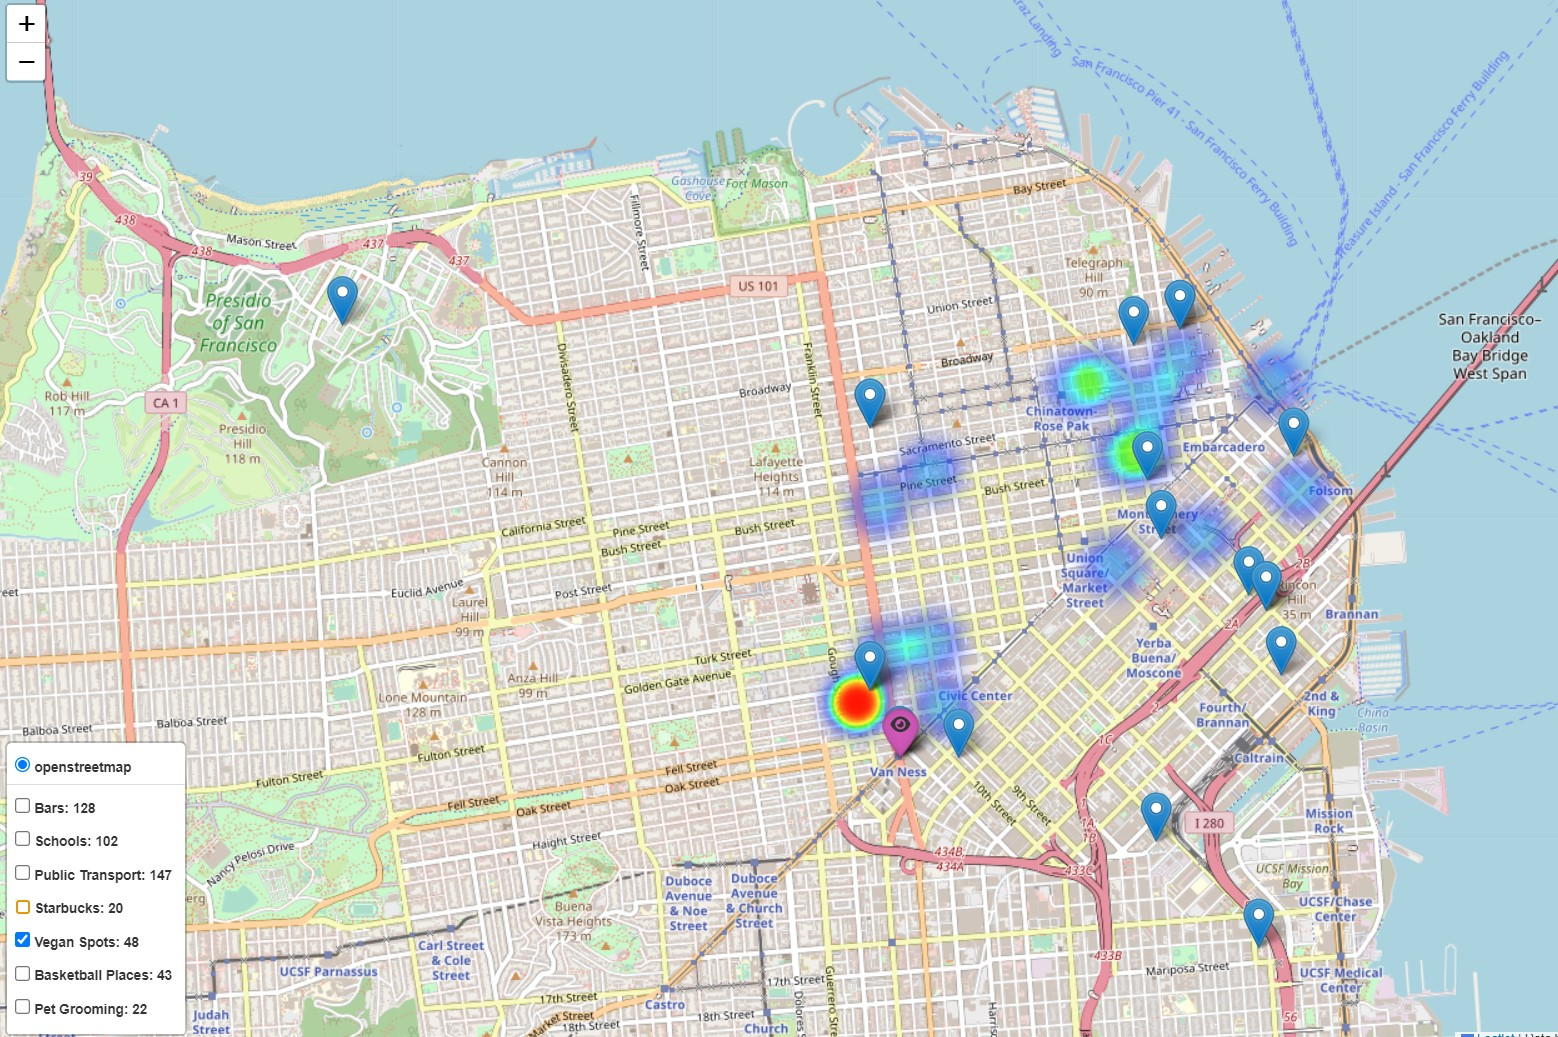 +
−
39
438
438
Mason Street
437
437
Presidio
of San
Francisco
Rob Hill
117 m
CA 1
Presidio
Hill
118 m
Gashouse
Cove
Fort Mason
Fillmore Street
US 101
Bay Street
Telegraph
Hill
90 m
Union Street
Broadway
Broadway
Divisadero Street
Franklin Street
San Francisco Pier 41 - San Francisco Ferry Building
Treasure Island - San Francisco Ferry Building
San Francisco–
Oakland
Bay Bridge
West Span
Chinatown-
Rose Pak
Embarcadero
Sacramento Street
Pine Street
Bush Street
Folsom
Cannon
Hill
114 m
Lafayette
Heights
114 m
California Street
Pine Street
Bush Street
Bush Street
Union
Square/
Market
Street
2B
35 m
Brannan
2A
Euclid Avenue
Post Street
Laurel
Hill
99 m
Yerba
Buena/
Moscone
Turk Street
Golden Gate Avenue
Gough
Anza Hill
99 m
Lone Mountain
128 m
Civic Center
Fourth/
Brannan
2nd &
King
China
Basin
2
1C
Balboa Street
Balboa Street
Caltrain
Van Ness
Fulton Street
Fulton Street
Fell Street
Oak Street
Fell Street
Oak Street
10th Street
9th Street
Haight Street
1A
1B
I 280
Mission
Rock
434B,
434A
433C
Nancy Pelosi Drive
UCSF Mission
Bay
Duboce
Avenue
& Noe
Street
Duboce
Avenue
& Church
Street
Buena
Vista Heights
173 m
UCSF/Chase
Center
Carl Street
& Cole
Street
UCSF Parnassus
433B
Mariposa Street
UCSF Medical
Center
17th Street
17th Street
Castro
18th Street
Market Street
18th Street
Church
Judah
Street
56
openstreetmap
Bars: 128
Schools: 102
Public Transport: 147
Starbucks: 20
Vegan Spots: 48
Basketball Places: 43
Pet Grooming: 22